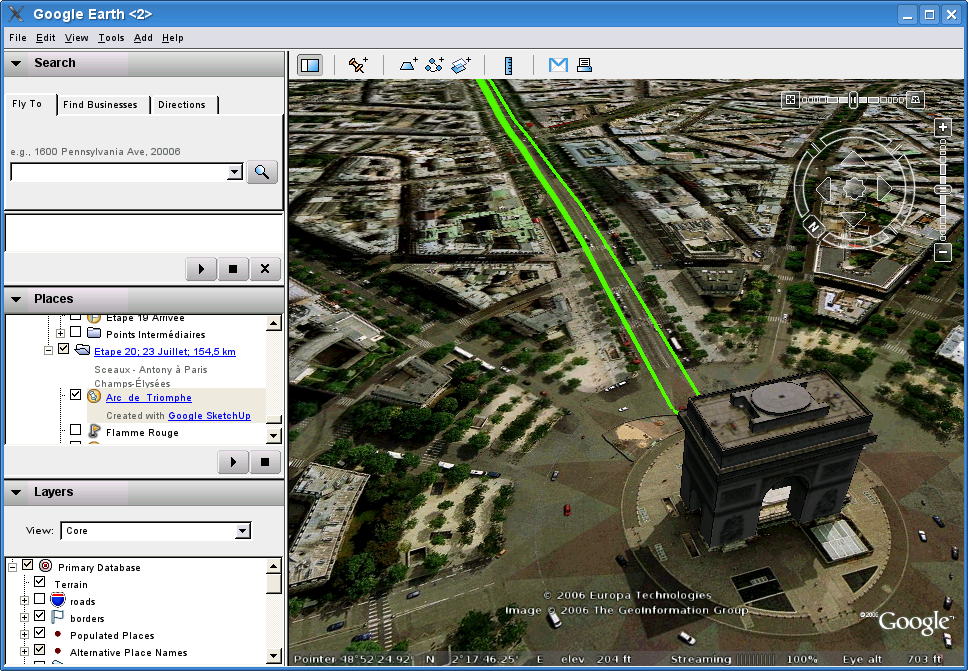 Google Earth <2>
File Edit View Tools Add Help
Search
Fly To Find Businesses Directions
e.g., 1600 Pennsylvania Ave, 20006
Places
Etape 19 Arrivée
Points Intermédiaires
Etape 20; 23 Juillet; 154,5 km
Sceaux - Antony à Paris
Champs-Élysées
Arc de Triomphe
Created with Google SketchUp
Flamme Rouge
Layers
View: Core
Primary Database
Terrain
roads
borders
Populated Places
Alternative Place Names
N
© 2006 Europa Technologies
Image © 2006 The GeoInformation Group
©2006 Google™
Pointer 48°52'24.92" N 2°17'46.25" E elev 204 ft Streaming 100% Eye alt 703 ft